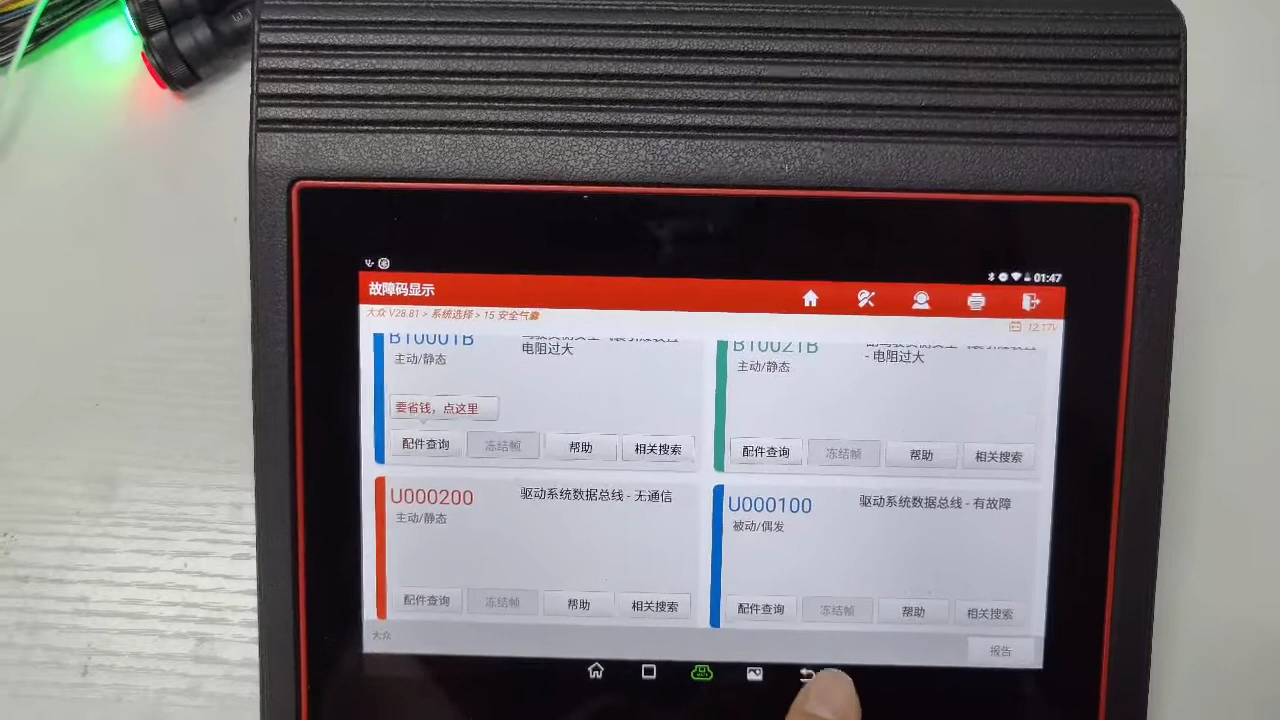 01:47
故障码显示
大众 V28.81 > 系统选择 > 15 安全气囊
12.17V
B10001B
电阻过大
主动/静态
要省钱，点这里
配件查询 冻结帧 帮助 相关搜索
B10021B
- 电阻过大
主动/静态
配件查询 冻结帧 帮助 相关搜索
U000200 驱动系统数据总线 - 无通信
主动/静态
配件查询 冻结帧 帮助 相关搜索
U000100 驱动系统数据总线 - 有故障
被动/偶发
配件查询 冻结帧 帮助 相关搜索
大众
报告